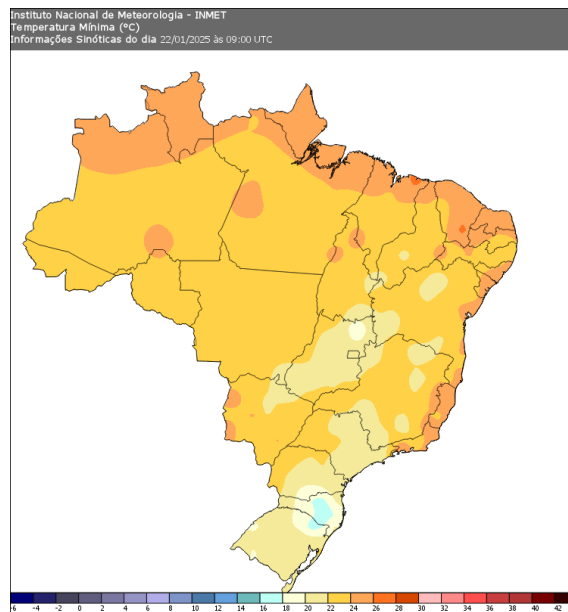 Instituto Nacional de Meteorologia - INMET
Temperatura Mínima (°C)
Informações Sinóticas do dia 22/01/2025 às 09:00 UTC
-6 -4 -2 0 2 4 6 8 10 12 14 16 18 20 22 24 26 28 30 32 34 36 38 40 42